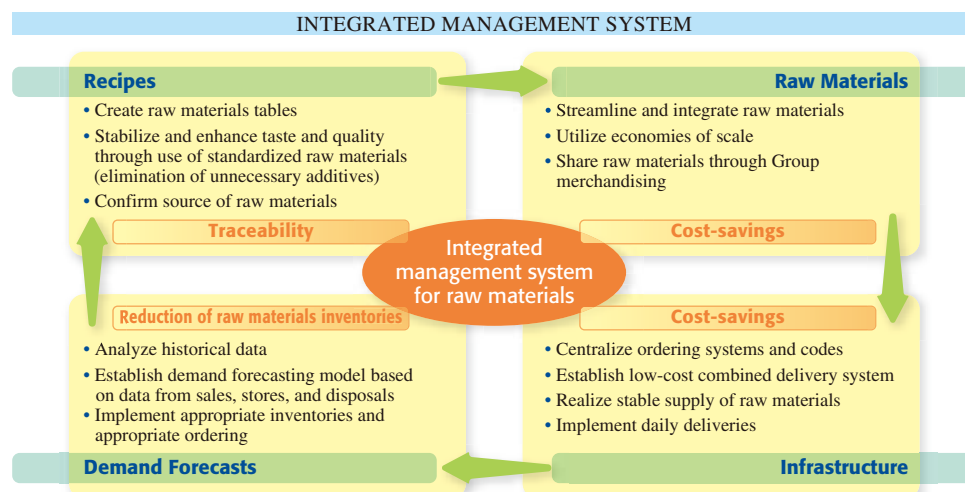 INTEGRATED MANAGEMENT SYSTEM
Recipes
• Create raw materials tables
• Stabilize and enhance taste and quality
through use of standardized raw materials
(elimination of unnecessary additives)
• Confirm source of raw materials
Traceability
Raw Materials
• Streamline and integrate raw materials
• Utilize economies of scale
• Share raw materials through Group
merchandising
Cost-savings
Integrated
management system
for raw materials
Reduction of raw materials inventories
• Analyze historical data
• Establish demand forecasting model based
on data from sales, stores, and disposals
• Implement appropriate inventories and
appropriate ordering
Demand Forecasts
Cost-savings
• Centralize ordering systems and codes
• Establish low-cost combined delivery system
• Realize stable supply of raw materials
• Implement daily deliveries
Infrastructure